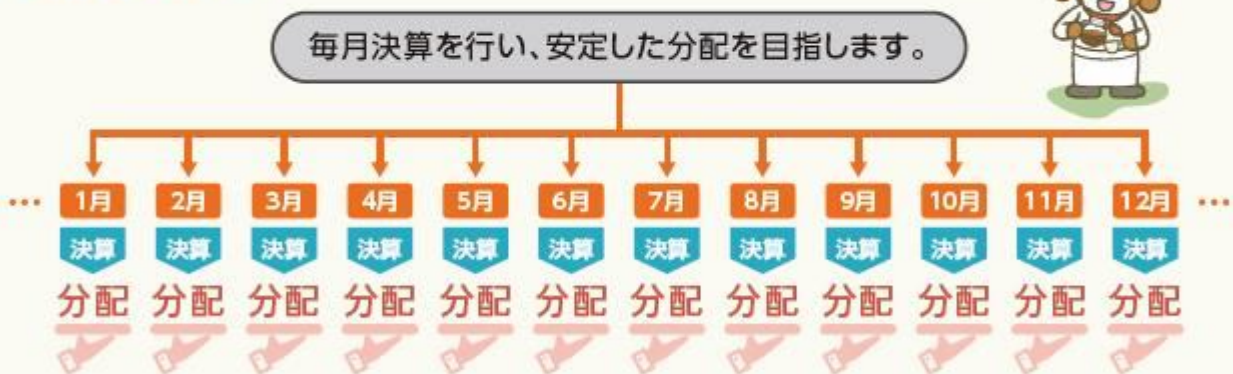 毎月決算を行い、安定した分配を目指します。
… 1月 2月 3月 4月 5月 6月 7月 8月 9月 10月 11月 12月 …
決算 決算 決算 決算 決算 決算 決算 決算 決算 決算 決算 決算
分配 分配 分配 分配 分配 分配 分配 分配 分配 分配 分配 分配